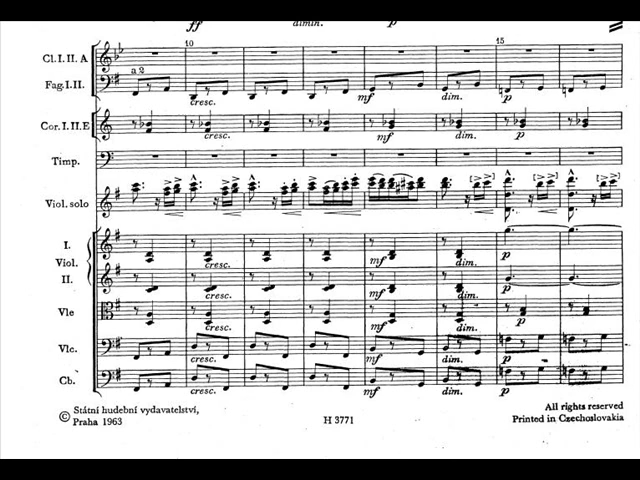 ff dimin. p
10 15
Cl. I. II. A
a 2
Fag. I. II.
cresc. mf dim. p
Cor. I. II. E
cresc. mf dim. p
Timp.
Viol. solo
I.
cresc. mf dim. p
Viol.
II.
cresc. mf dim. p
Vle
cresc. mf dim. p
Vlc.
cresc. mf dim. p
Cb.
cresc. mf dim. p
© Státní hudební vydavatelství,
Praha 1963
H 3771
All rights reserved
Printed in Czechoslovakia